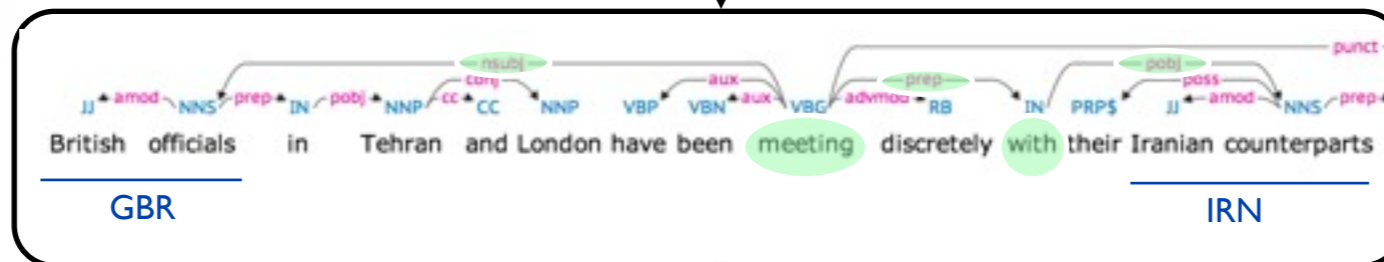 punct
nsubj pobj
conj aux prep poss
JJ amod NNS prep IN pobj NNP cc CC NNP VBP VBN aux VBG advmod RB IN PRP$ JJ amod NNS prep
British officials in Tehran and London have been meeting discretely with their Iranian counterparts
GBR IRN